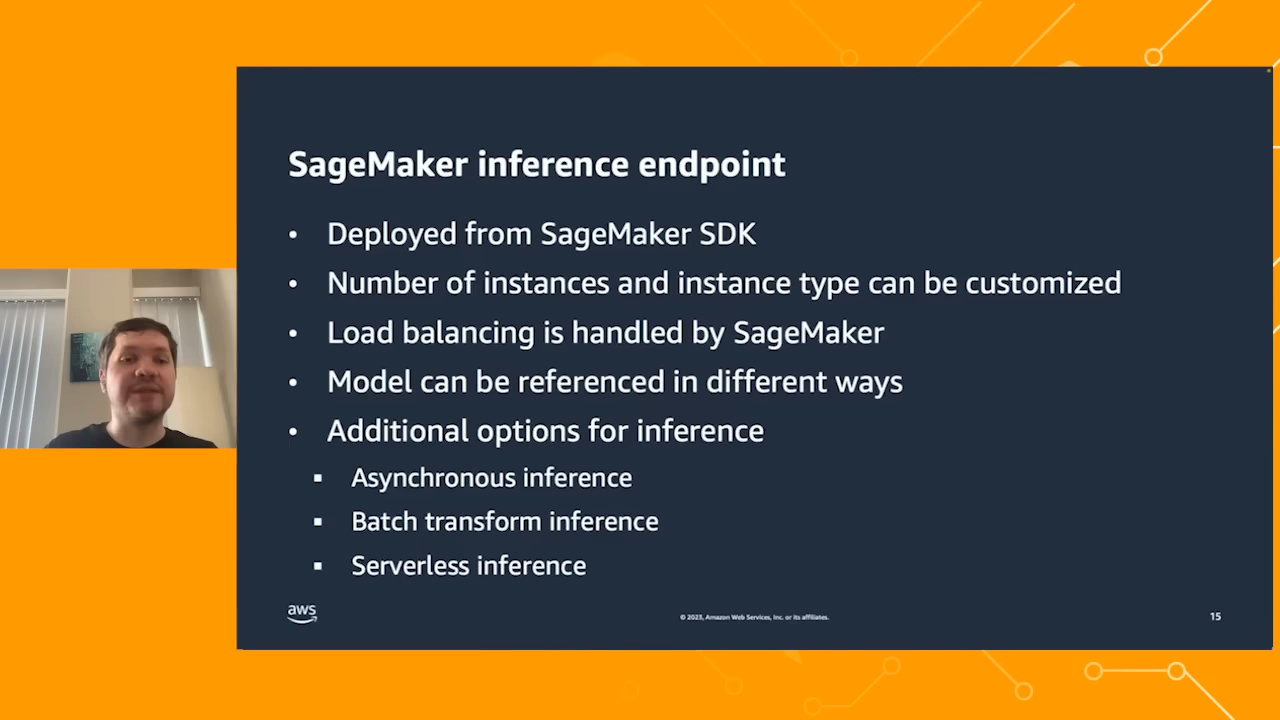 SageMaker inference endpoint
• Deployed from SageMaker SDK
• Number of instances and instance type can be customized
• Load balancing is handled by SageMaker
• Model can be referenced in different ways
• Additional options for inference
▪ Asynchronous inference
▪ Batch transform inference
▪ Serverless inference
aws
© 2023, Amazon Web Services, Inc. or its affiliates.
15